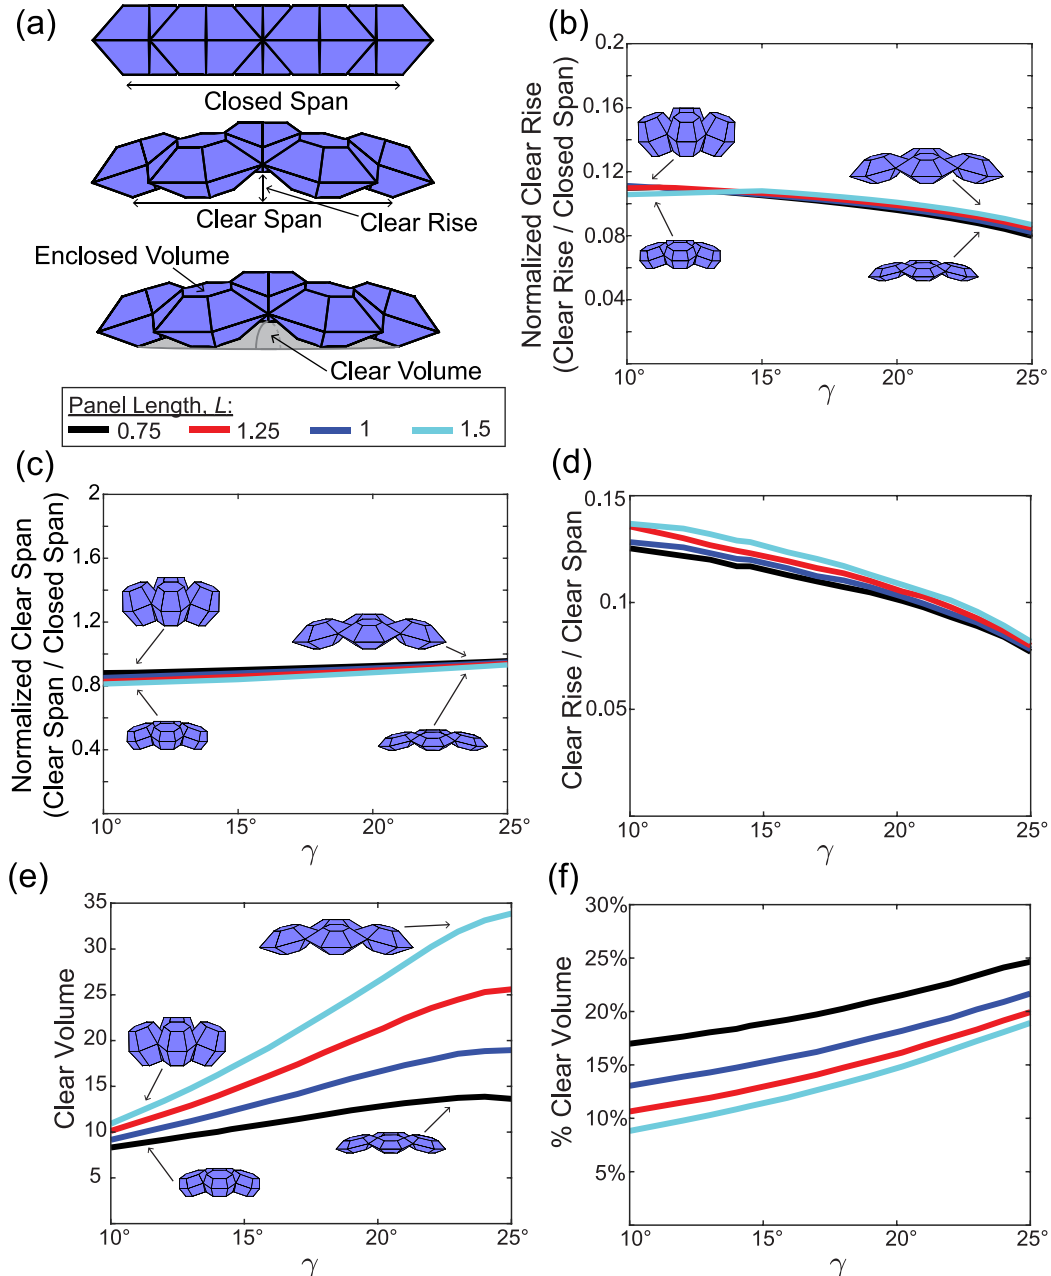 (a)
Closed Span
Clear Span
Clear Rise
Enclosed Volume
Clear Volume
Panel Length, L:
0.75 1.25 1 1.5
(b)
Normalized Clear Rise
(Clear Rise / Closed Span)
0.2
0.16
0.12
0.08
0.04
10° 15° 20° 25°
γ
(c)
Normalized Clear Span
(Clear Span / Closed Span)
2
1.6
1.2
0.8
0.4
10° 15° 20° 25°
γ
(d)
Clear Rise / Clear Span
0.15
0.1
0.05
10° 15° 20° 25°
γ
(e)
Clear Volume
35
30
25
20
15
10
5
10° 15° 20° 25°
γ
(f)
% Clear Volume
30%
25%
20%
15%
10%
5%
10° 15° 20° 25°
γ